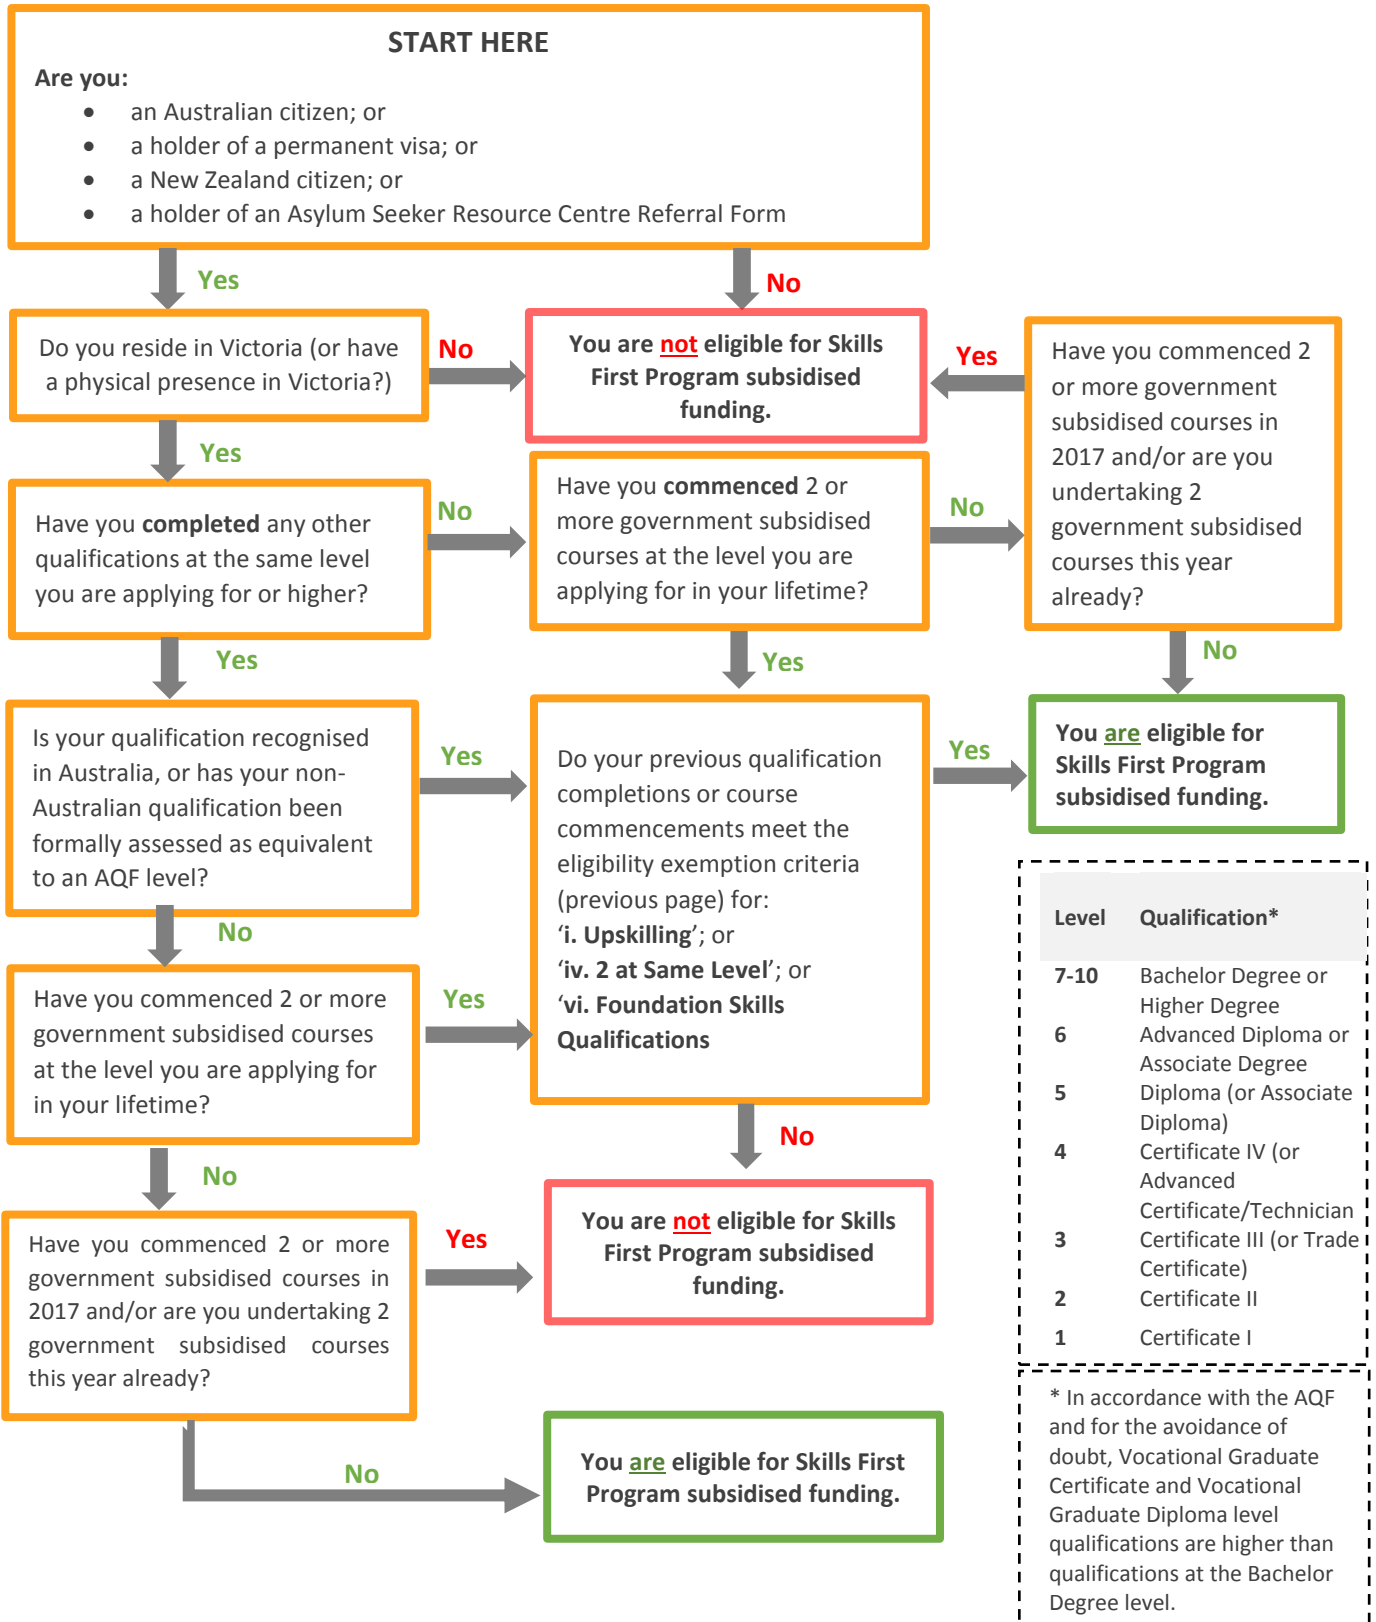 START HERE
Are you:
• an Australian citizen; or
• a holder of a permanent visa; or
• a New Zealand citizen; or
• a holder of an Asylum Seeker Resource Centre Referral Form
Yes
No
Do you reside in Victoria (or have
a physical presence in Victoria?)
No
You are not eligible for Skills
First Program subsidised
funding.
Yes
Have you commenced 2
or more government
subsidised courses in
2017 and/or are you
undertaking 2
government subsidised
courses this year
already?
Yes
Have you completed any other
qualifications at the same level
you are applying for or higher?
No
Have you commenced 2 or
more government subsidised
courses at the level you are
applying for in your lifetime?
No
Yes
Yes
No
Is your qualification recognised
in Australia, or has your non-
Australian qualification been
formally assessed as equivalent
to an AQF level?
Yes
Do your previous qualification
completions or course
commencements meet the
eligibility exemption criteria
(previous page) for:
‘i. Upskilling’; or
‘iv. 2 at Same Level’; or
‘vi. Foundation Skills
Qualifications
Yes
You are eligible for
Skills First Program
subsidised funding.
No
Have you commenced 2 or more
government subsidised courses
at the level you are applying for
in your lifetime?
Yes
No
No
Have you commenced 2 or more
government subsidised courses in
2017 and/or are you undertaking 2
government subsidised courses
this year already?
Yes
You are not eligible for Skills
First Program subsidised
funding.
No
You are eligible for Skills First
Program subsidised funding.
Level Qualification*
7-10 Bachelor Degree or
Higher Degree
6 Advanced Diploma or
Associate Degree
5 Diploma (or Associate
Diploma)
4 Certificate IV (or
Advanced
Certificate/Technician
3 Certificate III (or Trade
Certificate)
2 Certificate II
1 Certificate I
* In accordance with the AQF
and for the avoidance of
doubt, Vocational Graduate
Certificate and Vocational
Graduate Diploma level
qualifications are higher than
qualifications at the Bachelor
Degree level.